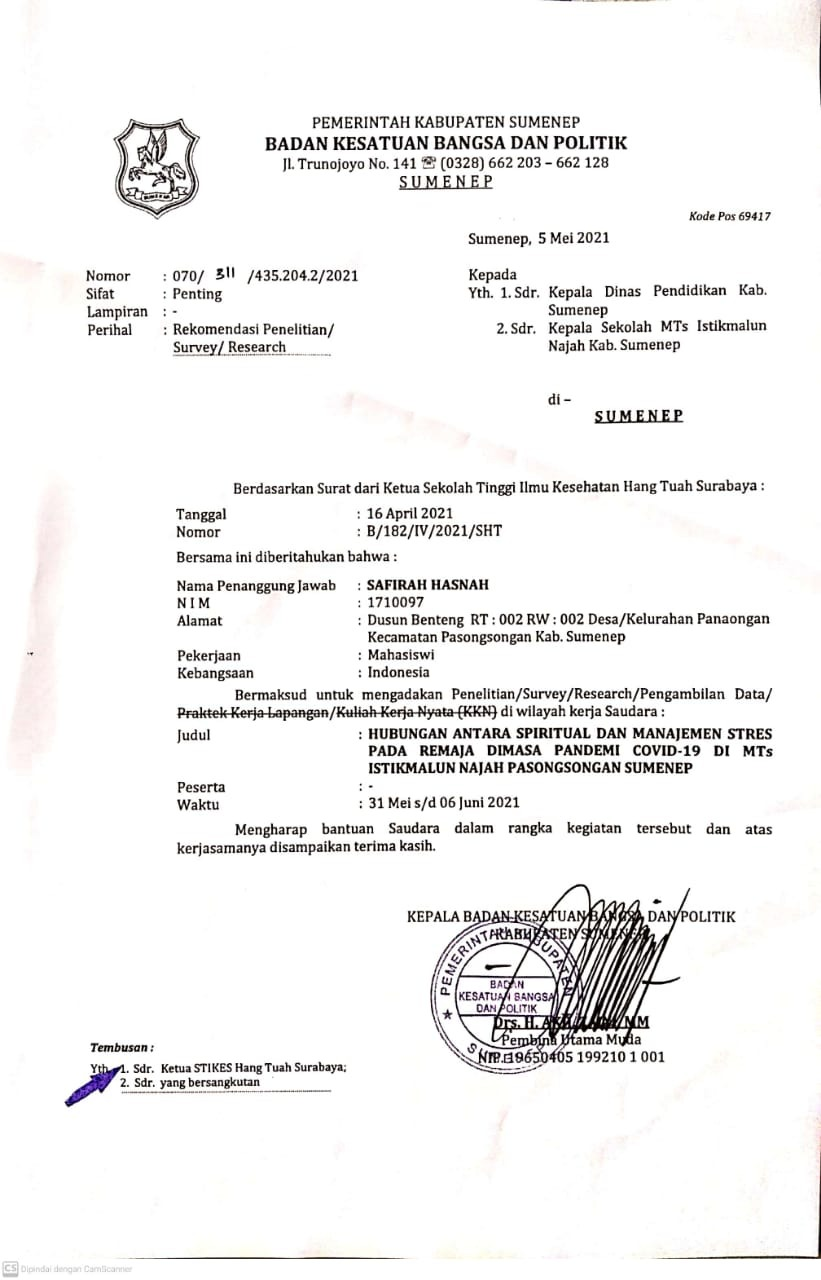 PEMERINTAH KABUPATEN SUMENEP
BADAN KESATUAN BANGSA DAN POLITIK
Jl. Trunojoyo No. 141 ☏ (0328) 662 203 – 662 128
SUMENEP
Kode Pos 69417
Sumenep, 5 Mei 2021
Nomor : 070/ 311 /435.204.2/2021
Sifat : Penting
Lampiran : -
Perihal : Rekomendasi Penelitian/
Survey/ Research
Kepada
Yth. 1. Sdr. Kepala Dinas Pendidikan Kab.
Sumenep
2. Sdr. Kepala Sekolah MTs Istikmalun
Najah Kab. Sumenep
di –
SUMENEP
Berdasarkan Surat dari Ketua Sekolah Tinggi Ilmu Kesehatan Hang Tuah Surabaya :
Tanggal : 16 April 2021
Nomor : B/182/IV/2021/SHT
Bersama ini diberitahukan bahwa :
Nama Penanggung Jawab : SAFIRAH HASNAH
N I M : 1710097
Alamat : Dusun Benteng RT : 002 RW : 002 Desa/Kelurahan Panaongan
Kecamatan Pasongsongan Kab. Sumenep
Pekerjaan : Mahasiswi
Kebangsaan : Indonesia
Bermaksud untuk mengadakan Penelitian/Survey/Research/Pengambilan Data/
Praktek Kerja Lapangan/Kuliah Kerja Nyata (KKN) di wilayah kerja Saudara :
Judul : HUBUNGAN ANTARA SPIRITUAL DAN MANAJEMEN STRES
PADA REMAJA DIMASA PANDEMI COVID-19 DI MTs
ISTIKMALUN NAJAH PASONGSONGAN SUMENEP
Peserta : -
Waktu : 31 Mei s/d 06 Juni 2021
Mengharap bantuan Saudara dalam rangka kegiatan tersebut dan atas
kerjasamanya disampaikan terima kasih.
KEPALA BADAN KESATUAN BANGSA DAN POLITIK
KABUPATEN SUMENEP
PEMERINTAH KABUPATEN
BADAN
KESATUAN BANGSA
DAN POLITIK
Drs. H. MM
Pembina Utama Muda
NIP. 19650405 199210 1 001
Tembusan :
Yth. 1. Sdr. Ketua STIKES Hang Tuah Surabaya;
2. Sdr. yang bersangkutan
CS Dipindai dengan CamScanner